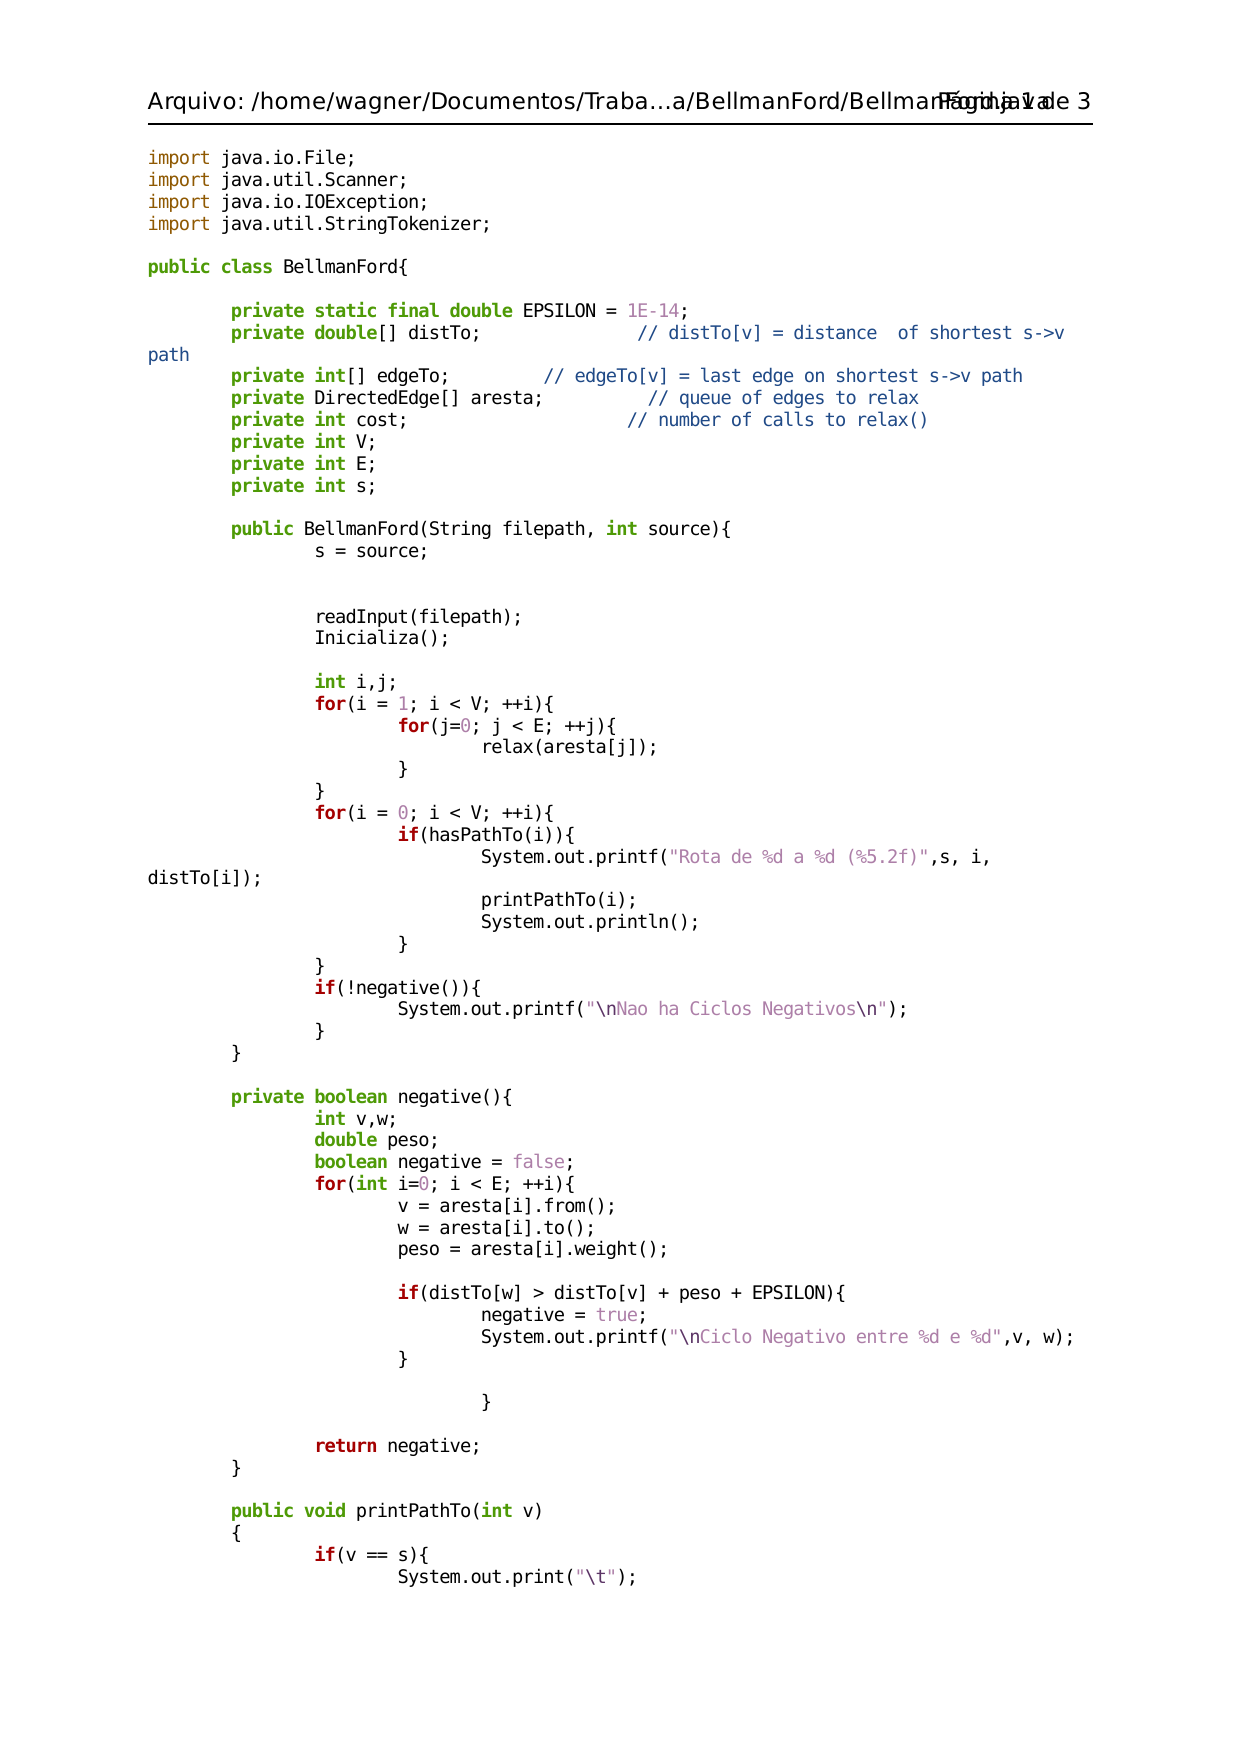 Arquivo: /home/wagner/Documentos/Traba...a/BellmanFord/BellmanFord.java Página 1 de 3
import java.io.File;
import java.util.Scanner;
import java.io.IOException;
import java.util.StringTokenizer;
public class BellmanFord{
private static final double EPSILON = 1E-14;
private double[] distTo; // distTo[v] = distance of shortest s->v
path
private int[] edgeTo; // edgeTo[v] = last edge on shortest s->v path
private DirectedEdge[] aresta; // queue of edges to relax
private int cost; // number of calls to relax()
private int V;
private int E;
private int s;
public BellmanFord(String filepath, int source){
s = source;
readInput(filepath);
Inicializa();
int i,j;
for(i = 1; i < V; ++i){
for(j=0; j < E; ++j){
relax(aresta[j]);
}
}
for(i = 0; i < V; ++i){
if(hasPathTo(i)){
System.out.printf("Rota de %d a %d (%5.2f)",s, i,
distTo[i]);
printPathTo(i);
System.out.println();
}
}
if(!negative()){
System.out.printf("\nNao ha Ciclos Negativos\n");
}
}
private boolean negative(){
int v,w;
double peso;
boolean negative = false;
for(int i=0; i < E; ++i){
v = aresta[i].from();
w = aresta[i].to();
peso = aresta[i].weight();
if(distTo[w] > distTo[v] + peso + EPSILON){
negative = true;
System.out.printf("\nCiclo Negativo entre %d e %d",v, w);
}
}
return negative;
}
public void printPathTo(int v)
{
if(v == s){
System.out.print("\t");